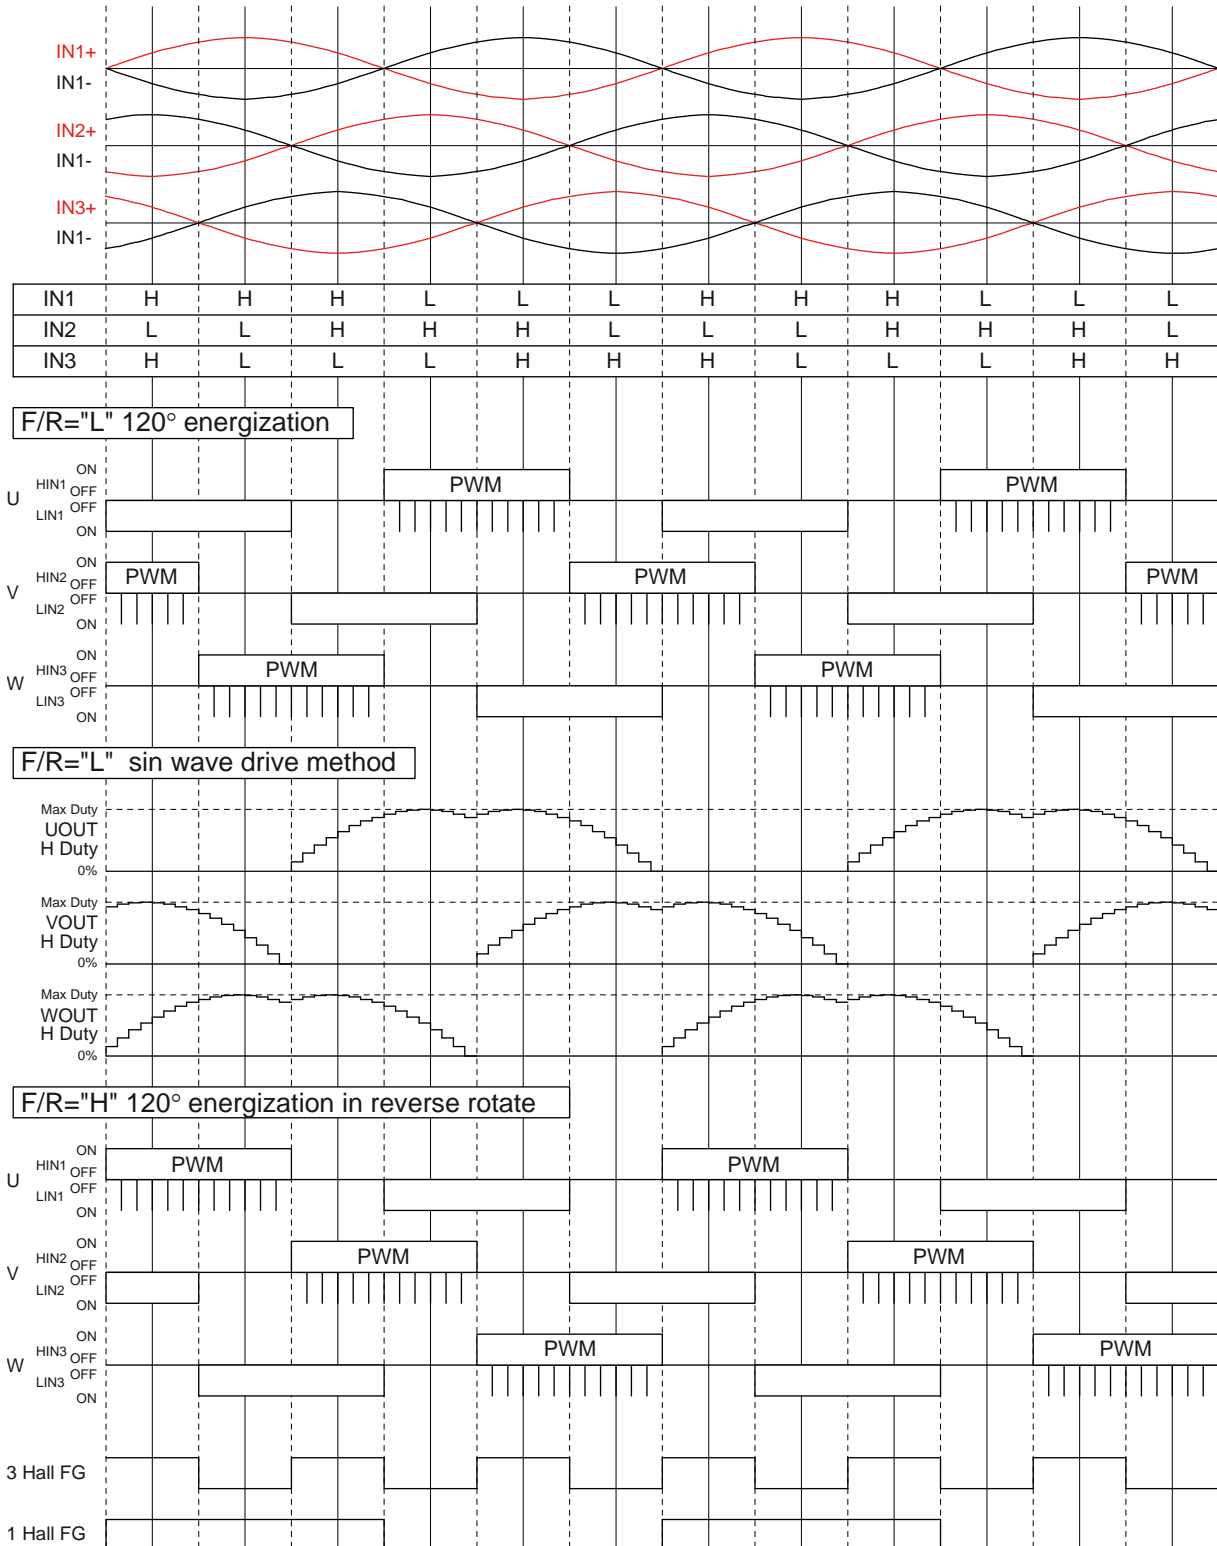 IN1+
IN1-
IN2+
IN1-
IN3+
IN1-
IN1 H H H L L L H H H L L L
IN2 L L H H H L L L H H H L
IN3 H L L L H H H L L L H H
F/R="L" 120° energization
U HIN1 ON OFF PWM PWM
LIN1 OFF ON
V HIN2 ON OFF PWM PWM PWM
LIN2 OFF ON
W HIN3 ON OFF PWM PWM
LIN3 OFF ON
F/R="L" sin wave drive method
Max Duty
UOUT
H Duty
0%
Max Duty
VOUT
H Duty
0%
Max Duty
WOUT
H Duty
0%
F/R="H" 120° energization in reverse rotate
U HIN1 ON OFF PWM PWM
LIN1 OFF ON
V HIN2 ON OFF PWM PWM
LIN2 OFF ON
W HIN3 ON OFF PWM PWM
LIN3 OFF ON
3 Hall FG
1 Hall FG